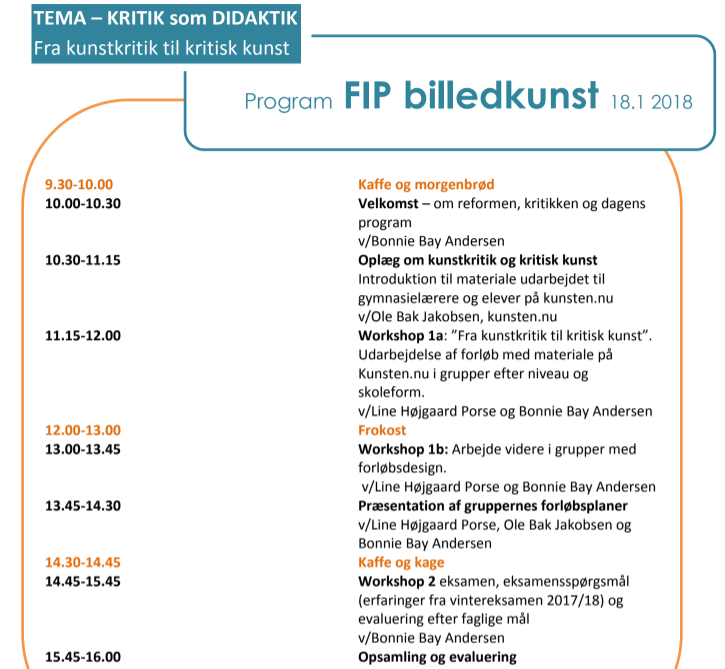 TEMA – KRITIK som DIDAKTIK
Fra kunstkritik til kritisk kunst
Program FIP billedkunst 18.1 2018
9.30-10.00 Kaffe og morgenbrød
10.00-10.30 Velkomst – om reformen, kritikken og dagens
program
v/Bonnie Bay Andersen
10.30-11.15 Oplæg om kunstkritik og kritisk kunst
Introduktion til materiale udarbejdet til
gymnasielærere og elever på kunsten.nu
v/Ole Bak Jakobsen, kunsten.nu
11.15-12.00 Workshop 1a: ”Fra kunstkritik til kritisk kunst”.
Udarbejdelse af forløb med materiale på
Kunsten.nu i grupper efter niveau og
skoleform.
v/Line Højgaard Porse og Bonnie Bay Andersen
12.00-13.00 Frokost
13.00-13.45 Workshop 1b: Arbejde videre i grupper med
forløbsdesign.
v/Line Højgaard Porse og Bonnie Bay Andersen
13.45-14.30 Præsentation af gruppernes forløbsplaner
v/Line Højgaard Porse, Ole Bak Jakobsen og
Bonnie Bay Andersen
14.30-14.45 Kaffe og kage
14.45-15.45 Workshop 2 eksamen, eksamensspørgsmål
(erfaringer fra vintereksamen 2017/18) og
evaluering efter faglige mål
v/Bonnie Bay Andersen
15.45-16.00 Opsamling og evaluering